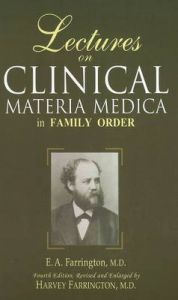 Lectures
on
CLINICAL
MATERIA MEDICA
in FAMILY ORDER
E. A. Farrington, M.D.
Fourth Edition, Revised and Enlarged by
HARVEY FARRINGTON, M.D.